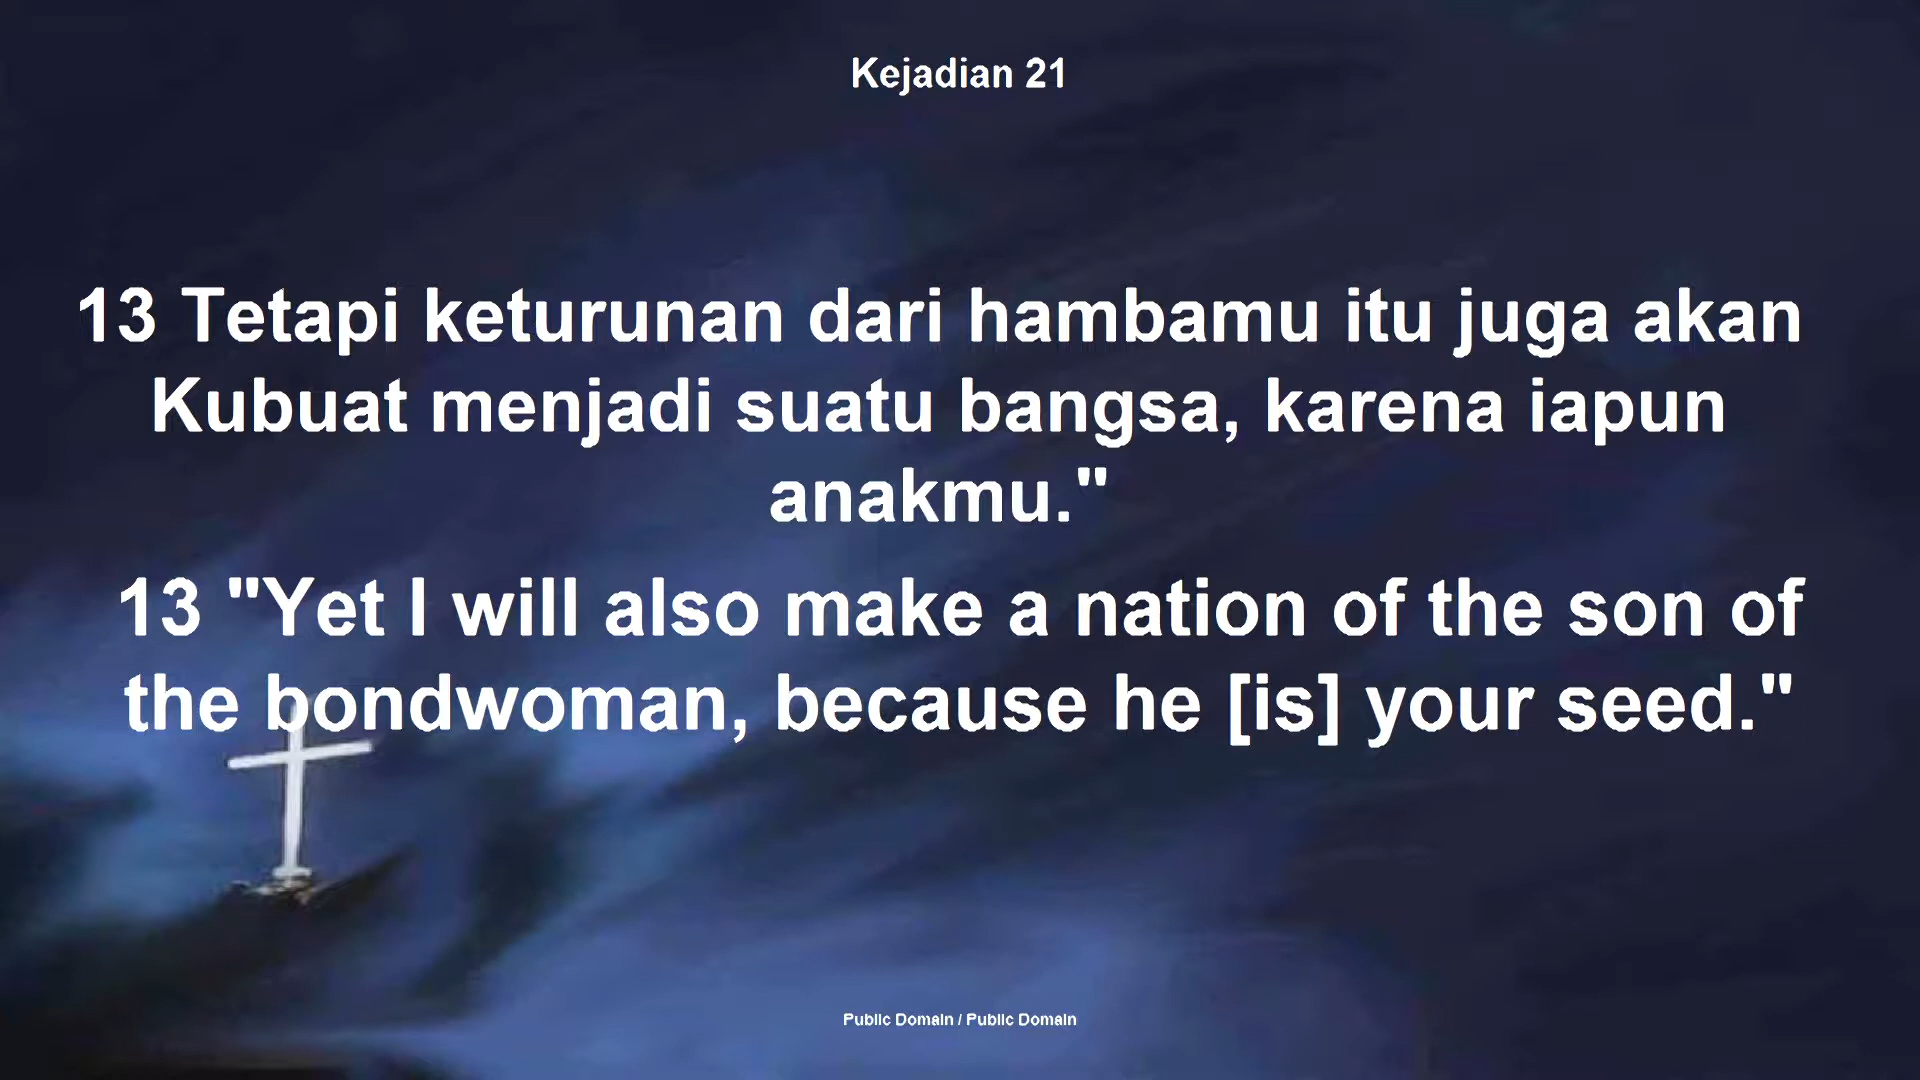 Kejadian 21
13 Tetapi keturunan dari hambamu itu juga akan
Kubuat menjadi suatu bangsa, karena iapun
anakmu."
13 "Yet I will also make a nation of the son of
the bondwoman, because he [is] your seed."
Public Domain / Public Domain